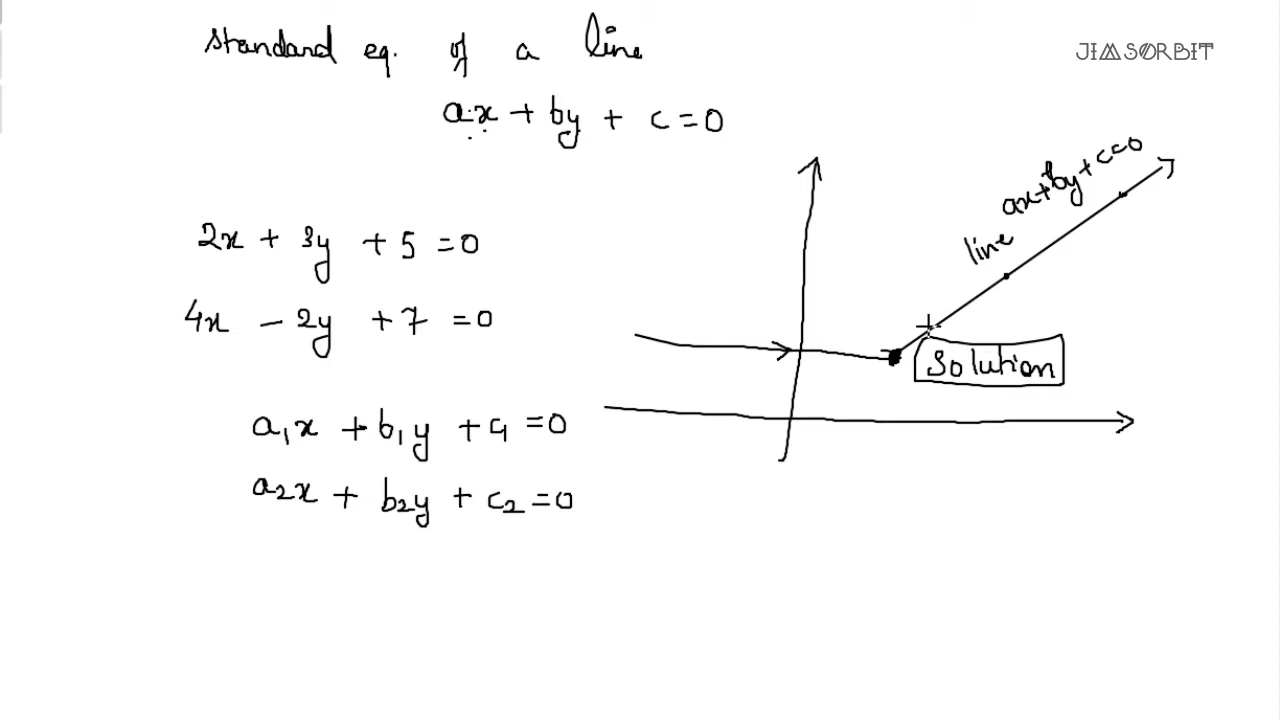 standard eq. of a line
JIMSORBIT
ax + by + c = 0
ax + by + c = 0
line
2x + 3y + 5 = 0
4x - 2y + 7 = 0
Solution
a₁x + b₁y + c₁ = 0
a₂x + b₂y + c₂ = 0